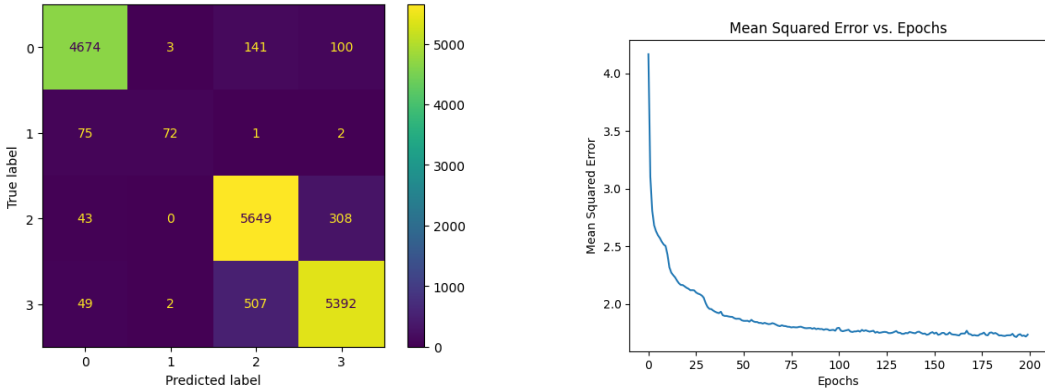 0 4674 3 141 100
1 75 72 1 2
2 43 0 5649 308
3 49 2 507 5392
0 1 2 3
Predicted label
True label
5000
4000
3000
2000
1000
0
Mean Squared Error vs. Epochs
4.0
3.5
3.0
2.5
2.0
Mean Squared Error
0 25 50 75 100 125 150 175 200
Epochs